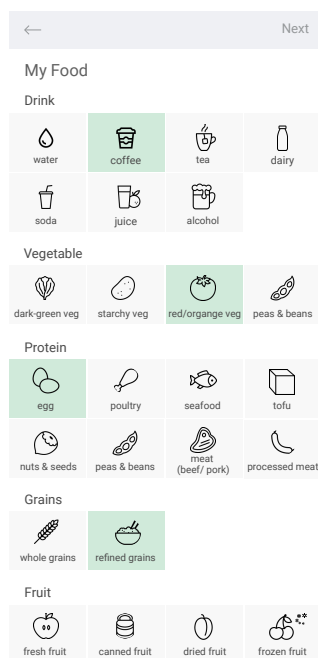 Next
My Food
Drink
water coffee tea dairy
soda juice alcohol
Vegetable
dark-green veg starchy veg red/organge veg peas & beans
Protein
egg poultry seafood tofu
nuts & seeds peas & beans meat (beef/ pork) processed meat
Grains
whole grains refined grains
Fruit
fresh fruit canned fruit dried fruit frozen fruit